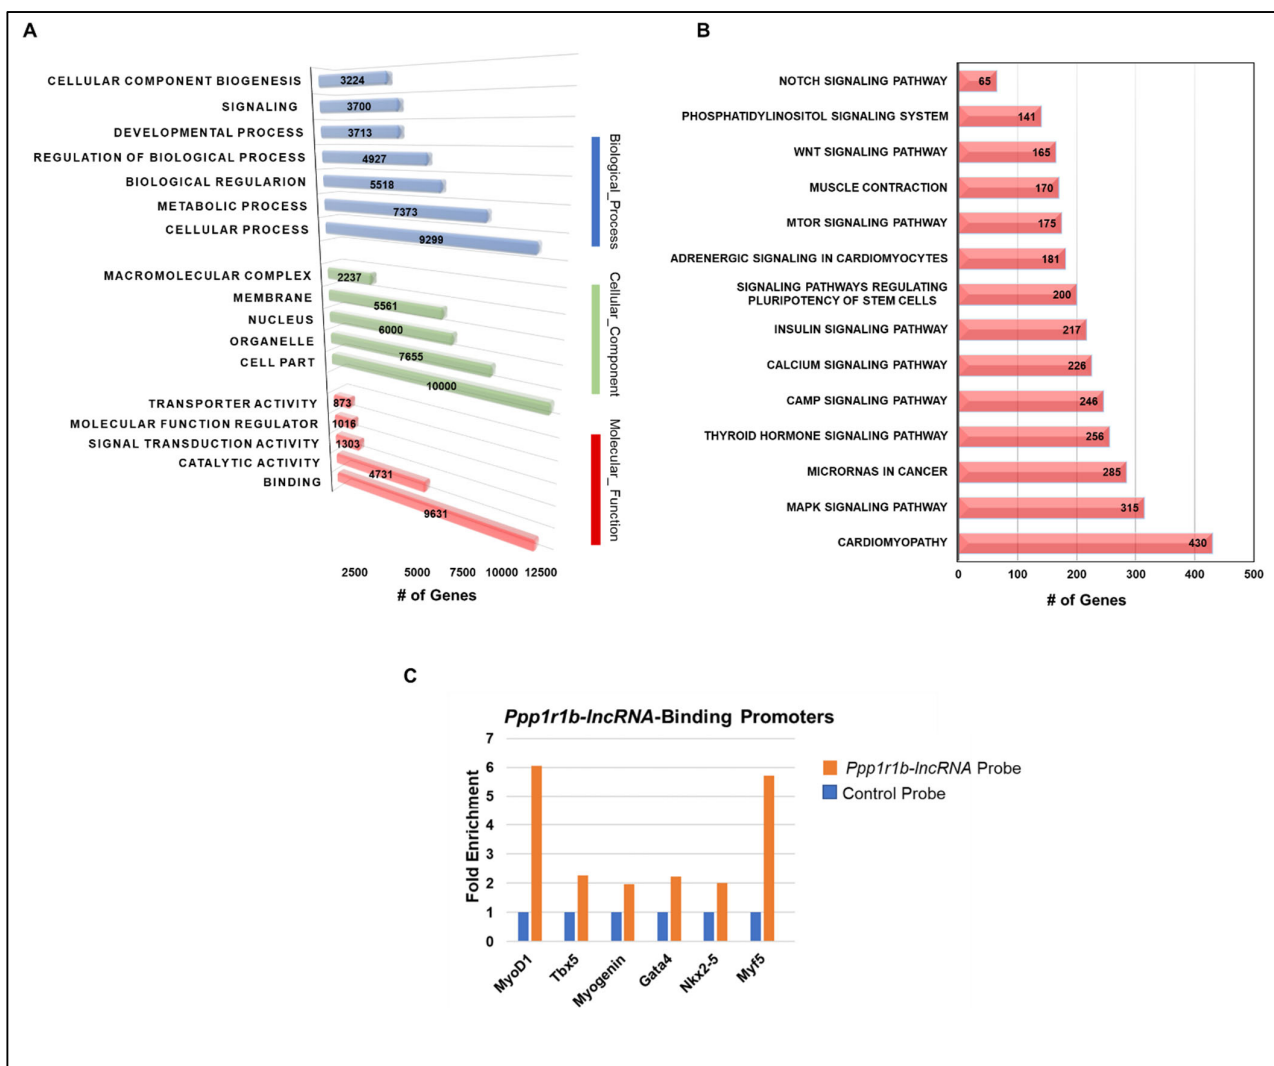 A
CELLULAR COMPONENT BIOGENESIS 3224
SIGNALING 3700
DEVELOPMENTAL PROCESS 3713
REGULATION OF BIOLOGICAL PROCESS 4927
BIOLOGICAL REGULARION 5518
METABOLIC PROCESS 7373
CELLULAR PROCESS 9299
Biological_Process
MACROMOLECULAR COMPLEX 2237
MEMBRANE 5561
NUCLEUS 6000
ORGANELLE 7655
CELL PART 10000
Cellular_Component
TRANSPORTER ACTIVITY 873
MOLECULAR FUNCTION REGULATOR 1016
SIGNAL TRANSDUCTION ACTIVITY 1303
CATALYTIC ACTIVITY 4731
BINDING 9631
Molecular_ Function
2500 5000 7500 10000 12500
# of Genes
B
NOTCH SIGNALING PATHWAY 65
PHOSPHATIDYLINOSITOL SIGNALING SYSTEM 141
WNT SIGNALING PATHWAY 165
MUSCLE CONTRACTION 170
MTOR SIGNALING PATHWAY 175
ADRENERGIC SIGNALING IN CARDIOMYOCYTES 181
SIGNALING PATHWAYS REGULATING
PLURIPOTENCY OF STEM CELLS 200
INSULIN SIGNALING PATHWAY 217
CALCIUM SIGNALING PATHWAY 226
CAMP SIGNALING PATHWAY 246
THYROID HORMONE SIGNALING PATHWAY 256
MICRORNAS IN CANCER 285
MAPK SIGNALING PATHWAY 315
CARDIOMYOPATHY 430
0 100 200 300 400 500
# of Genes
C
Ppp1r1b-lncRNA-Binding Promoters
Fold Enrichment
7
6
5
4
3
2
1
0
MyoD1 Tbx5 Myogenin Gata4 Nkx2-5 Myf5
Ppp1r1b-lncRNA Probe
Control Probe